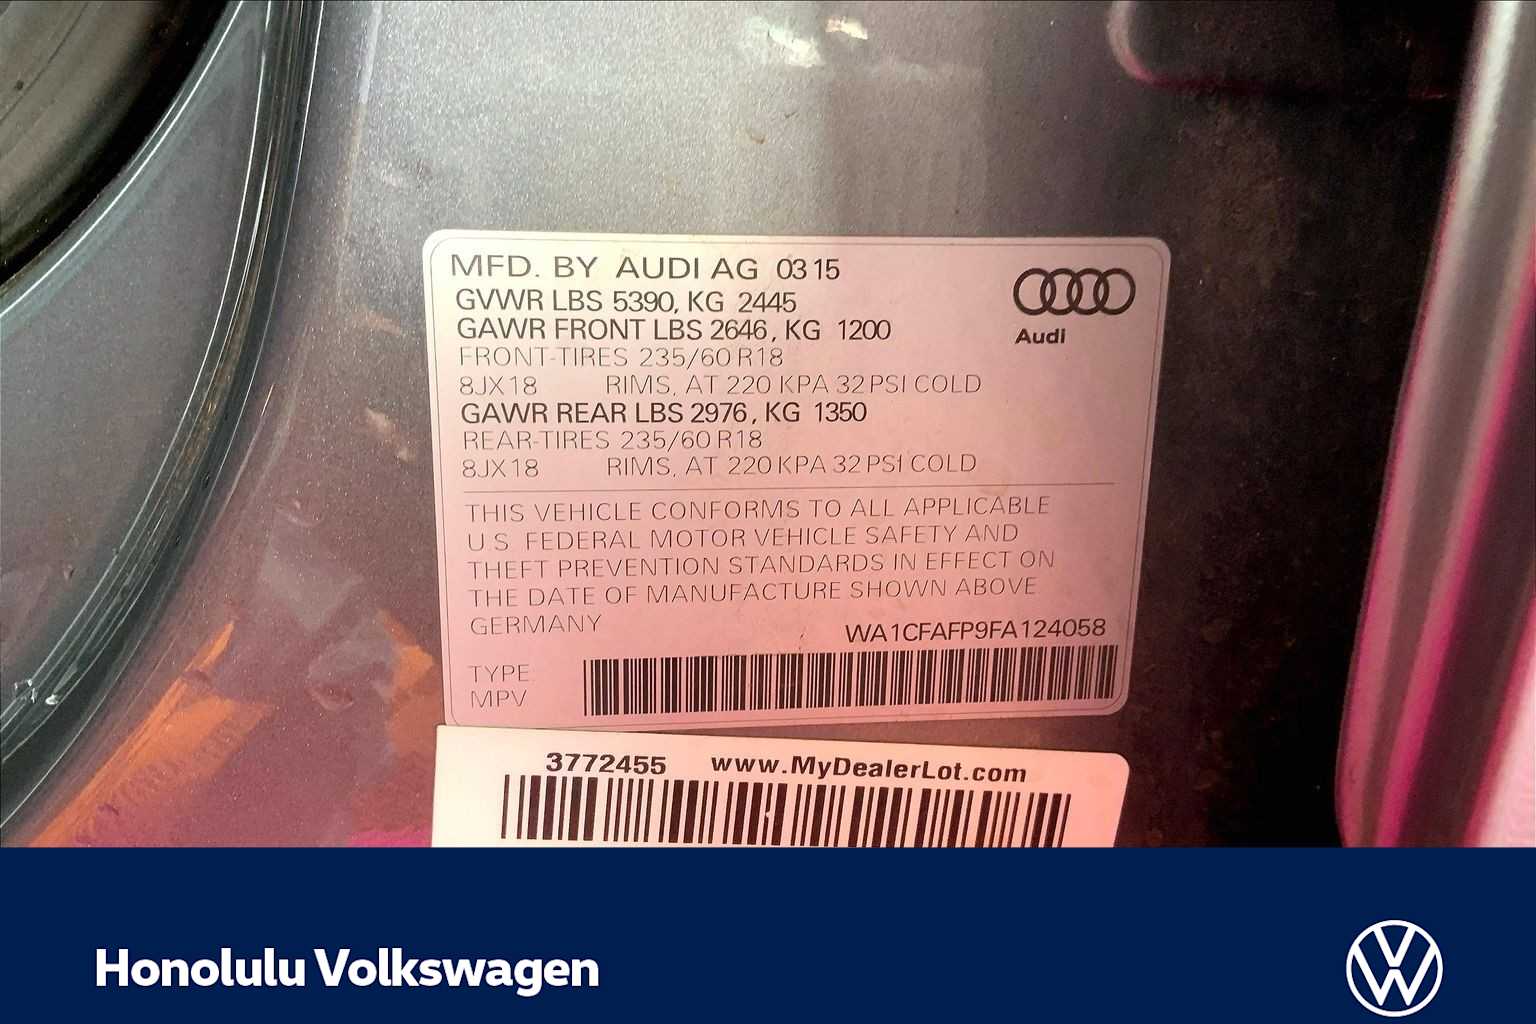 MFD. BY AUDI AG 03 15
GVWR LBS 5390, KG 2445
GAWR FRONT LBS 2646, KG 1200
FRONT-TIRES 235/60 R18
8JX18 RIMS, AT 220 KPA 32 PSI COLD
GAWR REAR LBS 2976, KG 1350
REAR-TIRES 235/60 R18
8JX18 RIMS, AT 220 KPA 32 PSI COLD
Audi
THIS VEHICLE CONFORMS TO ALL APPLICABLE
U.S FEDERAL MOTOR VEHICLE SAFETY AND
THEFT PREVENTION STANDARDS IN EFFECT ON
THE DATE OF MANUFACTURE SHOWN ABOVE
GERMANY
WA1CFAFP9FA124058
TYPE:
MPV
3772455 www.MyDealerLot.com
Honolulu Volkswagen